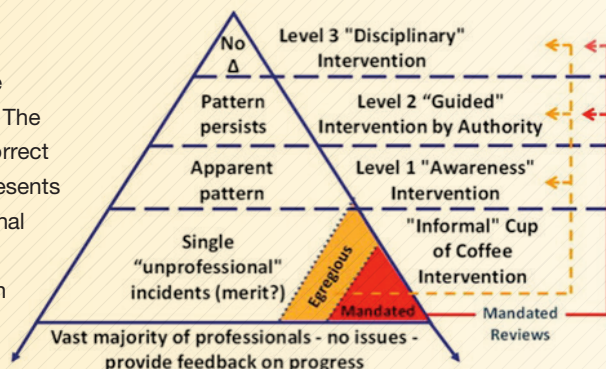 The
orrect
esents
nal
No
Δ
Level 3 "Disciplinary"
Intervention
Pattern
persists
Level 2 “Guided”
Intervention by Authority
Apparent
pattern
Level 1 "Awareness"
Intervention
Single
“unprofessional”
incidents (merit?)
Egregious
Mandated
"Informal" Cup
of Coffee
Intervention
Mandated
Reviews
Vast majority of professionals - no issues -
provide feedback on progress